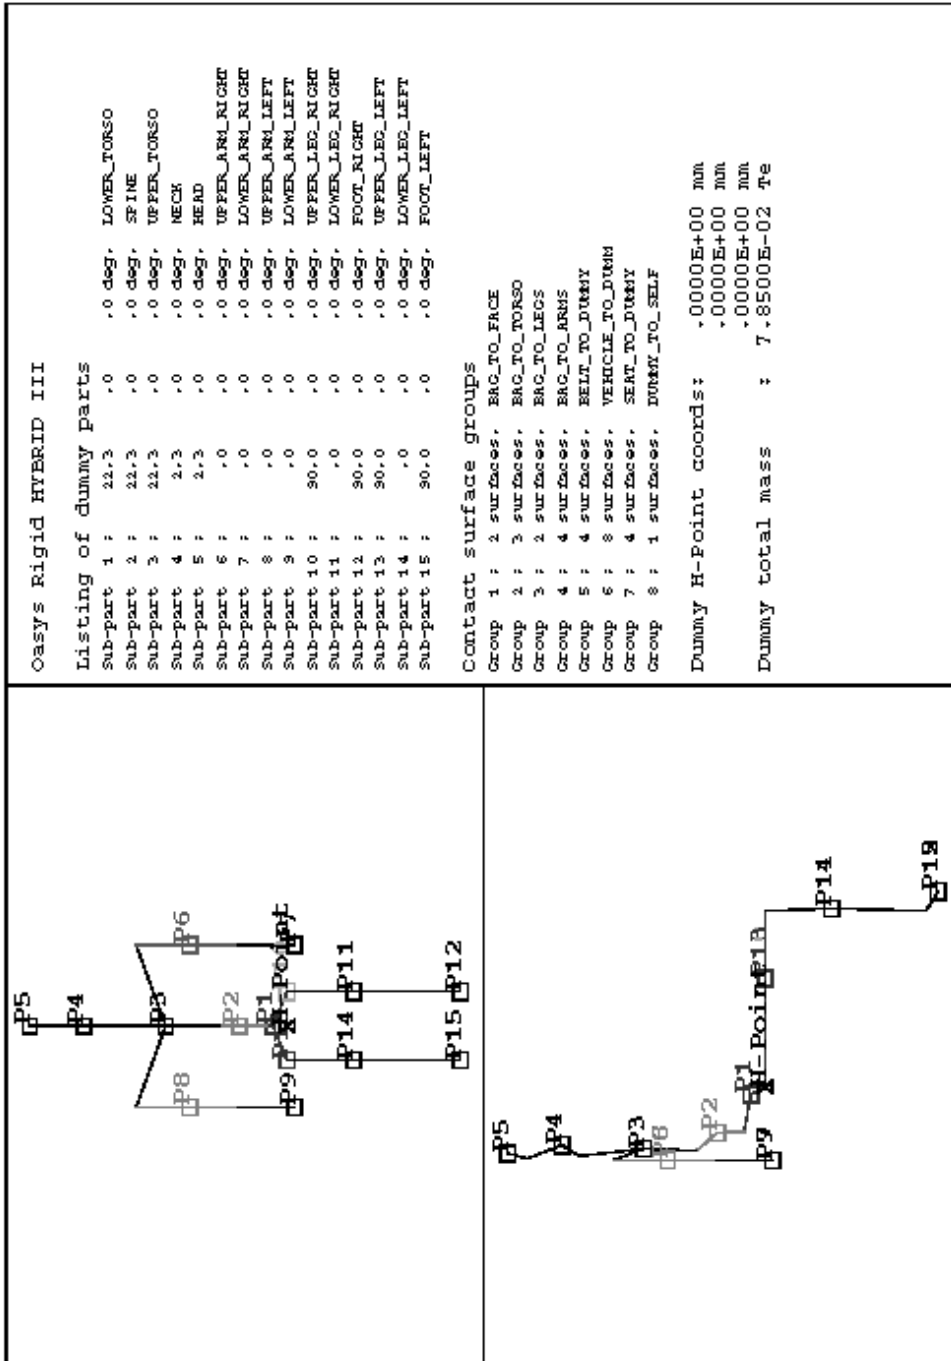 Oasys Rigid HYBRID III
Listing of dummy parts
Sub-part 1 : 22.3 .0 .0 deg. LOWER_TORSO
Sub-part 2 : 22.3 .0 .0 deg. SPINE
Sub-part 3 : 22.3 .0 .0 deg. UPPER_TORSO
Sub-part 4 : 2.3 .0 .0 deg. NECK
Sub-part 5 : 2.3 .0 .0 deg. HEAD
Sub-part 6 : .0 .0 .0 deg. UPPER_ARM_RIGHT
Sub-part 7 : .0 .0 .0 deg. LOWER_ARM_RIGHT
Sub-part 8 : .0 .0 .0 deg. UPPER_ARM_LEFT
Sub-part 9 : .0 .0 .0 deg. LOWER_ARM_LEFT
Sub-part 10 : 90.0 .0 .0 deg. UPPER_LEG_RIGHT
Sub-part 11 : .0 .0 .0 deg. LOWER_LEG_RIGHT
Sub-part 12 : 90.0 .0 .0 deg. FOOT_RIGHT
Sub-part 13 : 90.0 .0 .0 deg. UPPER_LEG_LEFT
Sub-part 14 : .0 .0 .0 deg. LOWER_LEG_LEFT
Sub-part 15 : 90.0 .0 .0 deg. FOOT_LEFT
Contact surface groups
Group 1 : 2 surfaces. BAG_TO_FACE
Group 2 : 3 surfaces. BAG_TO_TORSO
Group 3 : 2 surfaces. BAG_TO_LEGS
Group 4 : 4 surfaces. BAG_TO_ARMS
Group 5 : 4 surfaces. BELT_TO_DUMMY
Group 6 : 8 surfaces. VEHICLE_TO_DUMM
Group 7 : 4 surfaces. SEAT_TO_DUMMY
Group 8 : 1 surfaces. DUMMY_TO_SELF
Dummy H-Point coords: .0000E+00 mm
.0000E+00 mm
.0000E+00 mm
Dummy total mass : 7.8500E-02 Te
P5
P4
P3
P8
P6
P2
P1
P9
Point
P14
P11
P15
P12
P5
P4
P3
P8
P2
P1
P9
H-Point
P13
P14